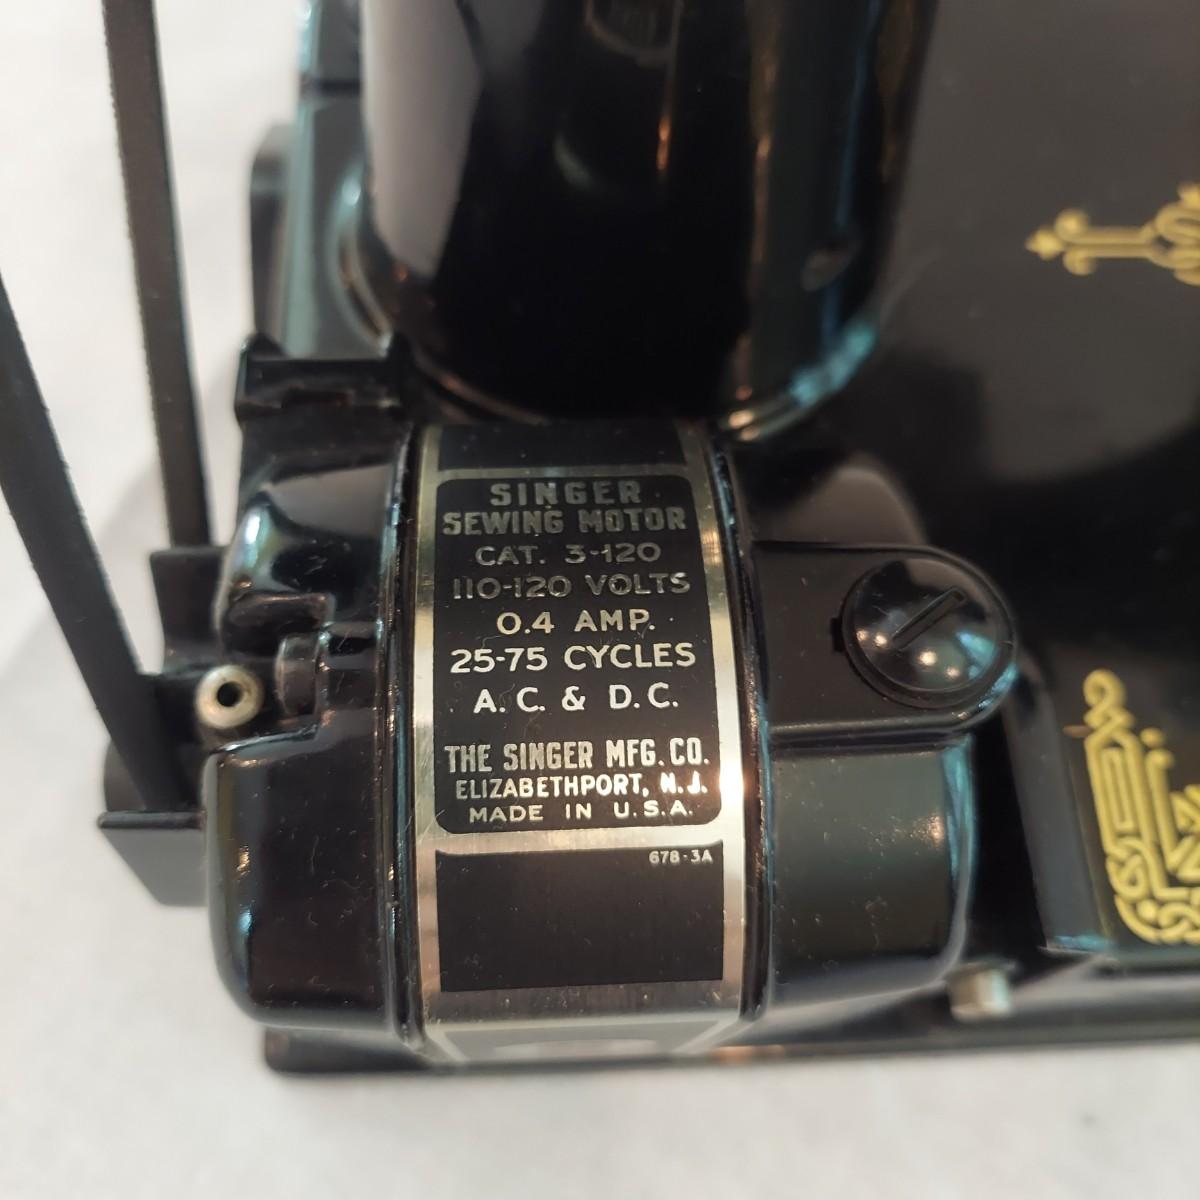 SINGER
SEWING MOTOR
CAT. 3-120
110-120 VOLTS
0.4 AMP.
25-75 CYCLES
A.C. & D.C.
THE SINGER MFG. CO.
ELIZABETHPORT, N.J.
MADE IN U.S.A.
678-3A